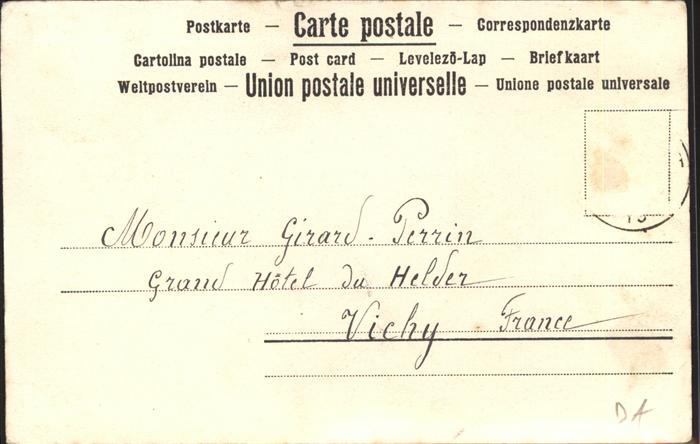 Postkarte — Carte postale — Correspondenzkarte
Cartolina postale — Post card — Levelező-Lap — Briefkaart
Weltpostverein — Union postale universelle — Unione postale universale
Monsieur Girard-Perrin
Grand Hôtel du Helder
Vichy France
DA